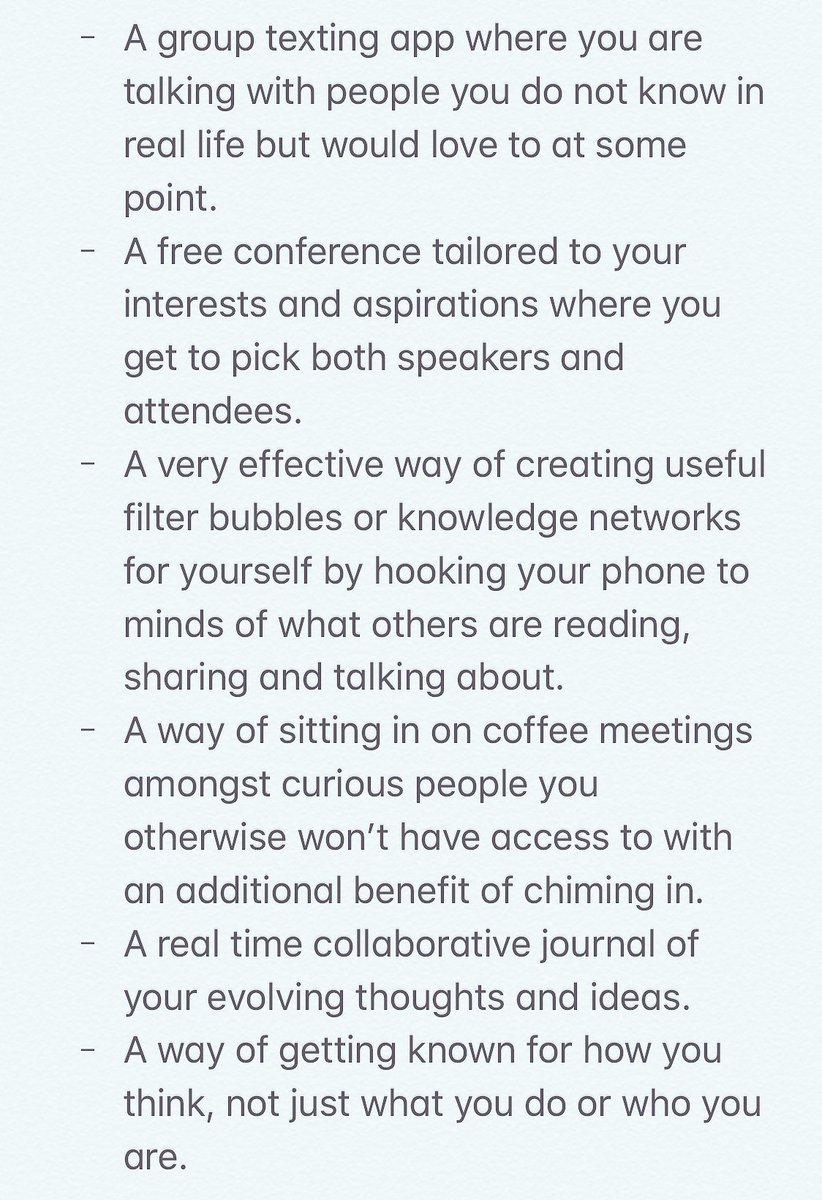 - A group texting app where you are
talking with people you do not know in
real life but would love to at some
point.
- A free conference tailored to your
interests and aspirations where you
get to pick both speakers and
attendees.
- A very effective way of creating useful
filter bubbles or knowledge networks
for yourself by hooking your phone to
minds of what others are reading,
sharing and talking about.
- A way of sitting in on coffee meetings
amongst curious people you
otherwise won’t have access to with
an additional benefit of chiming in.
- A real time collaborative journal of
your evolving thoughts and ideas.
- A way of getting known for how you
think, not just what you do or who you
are.